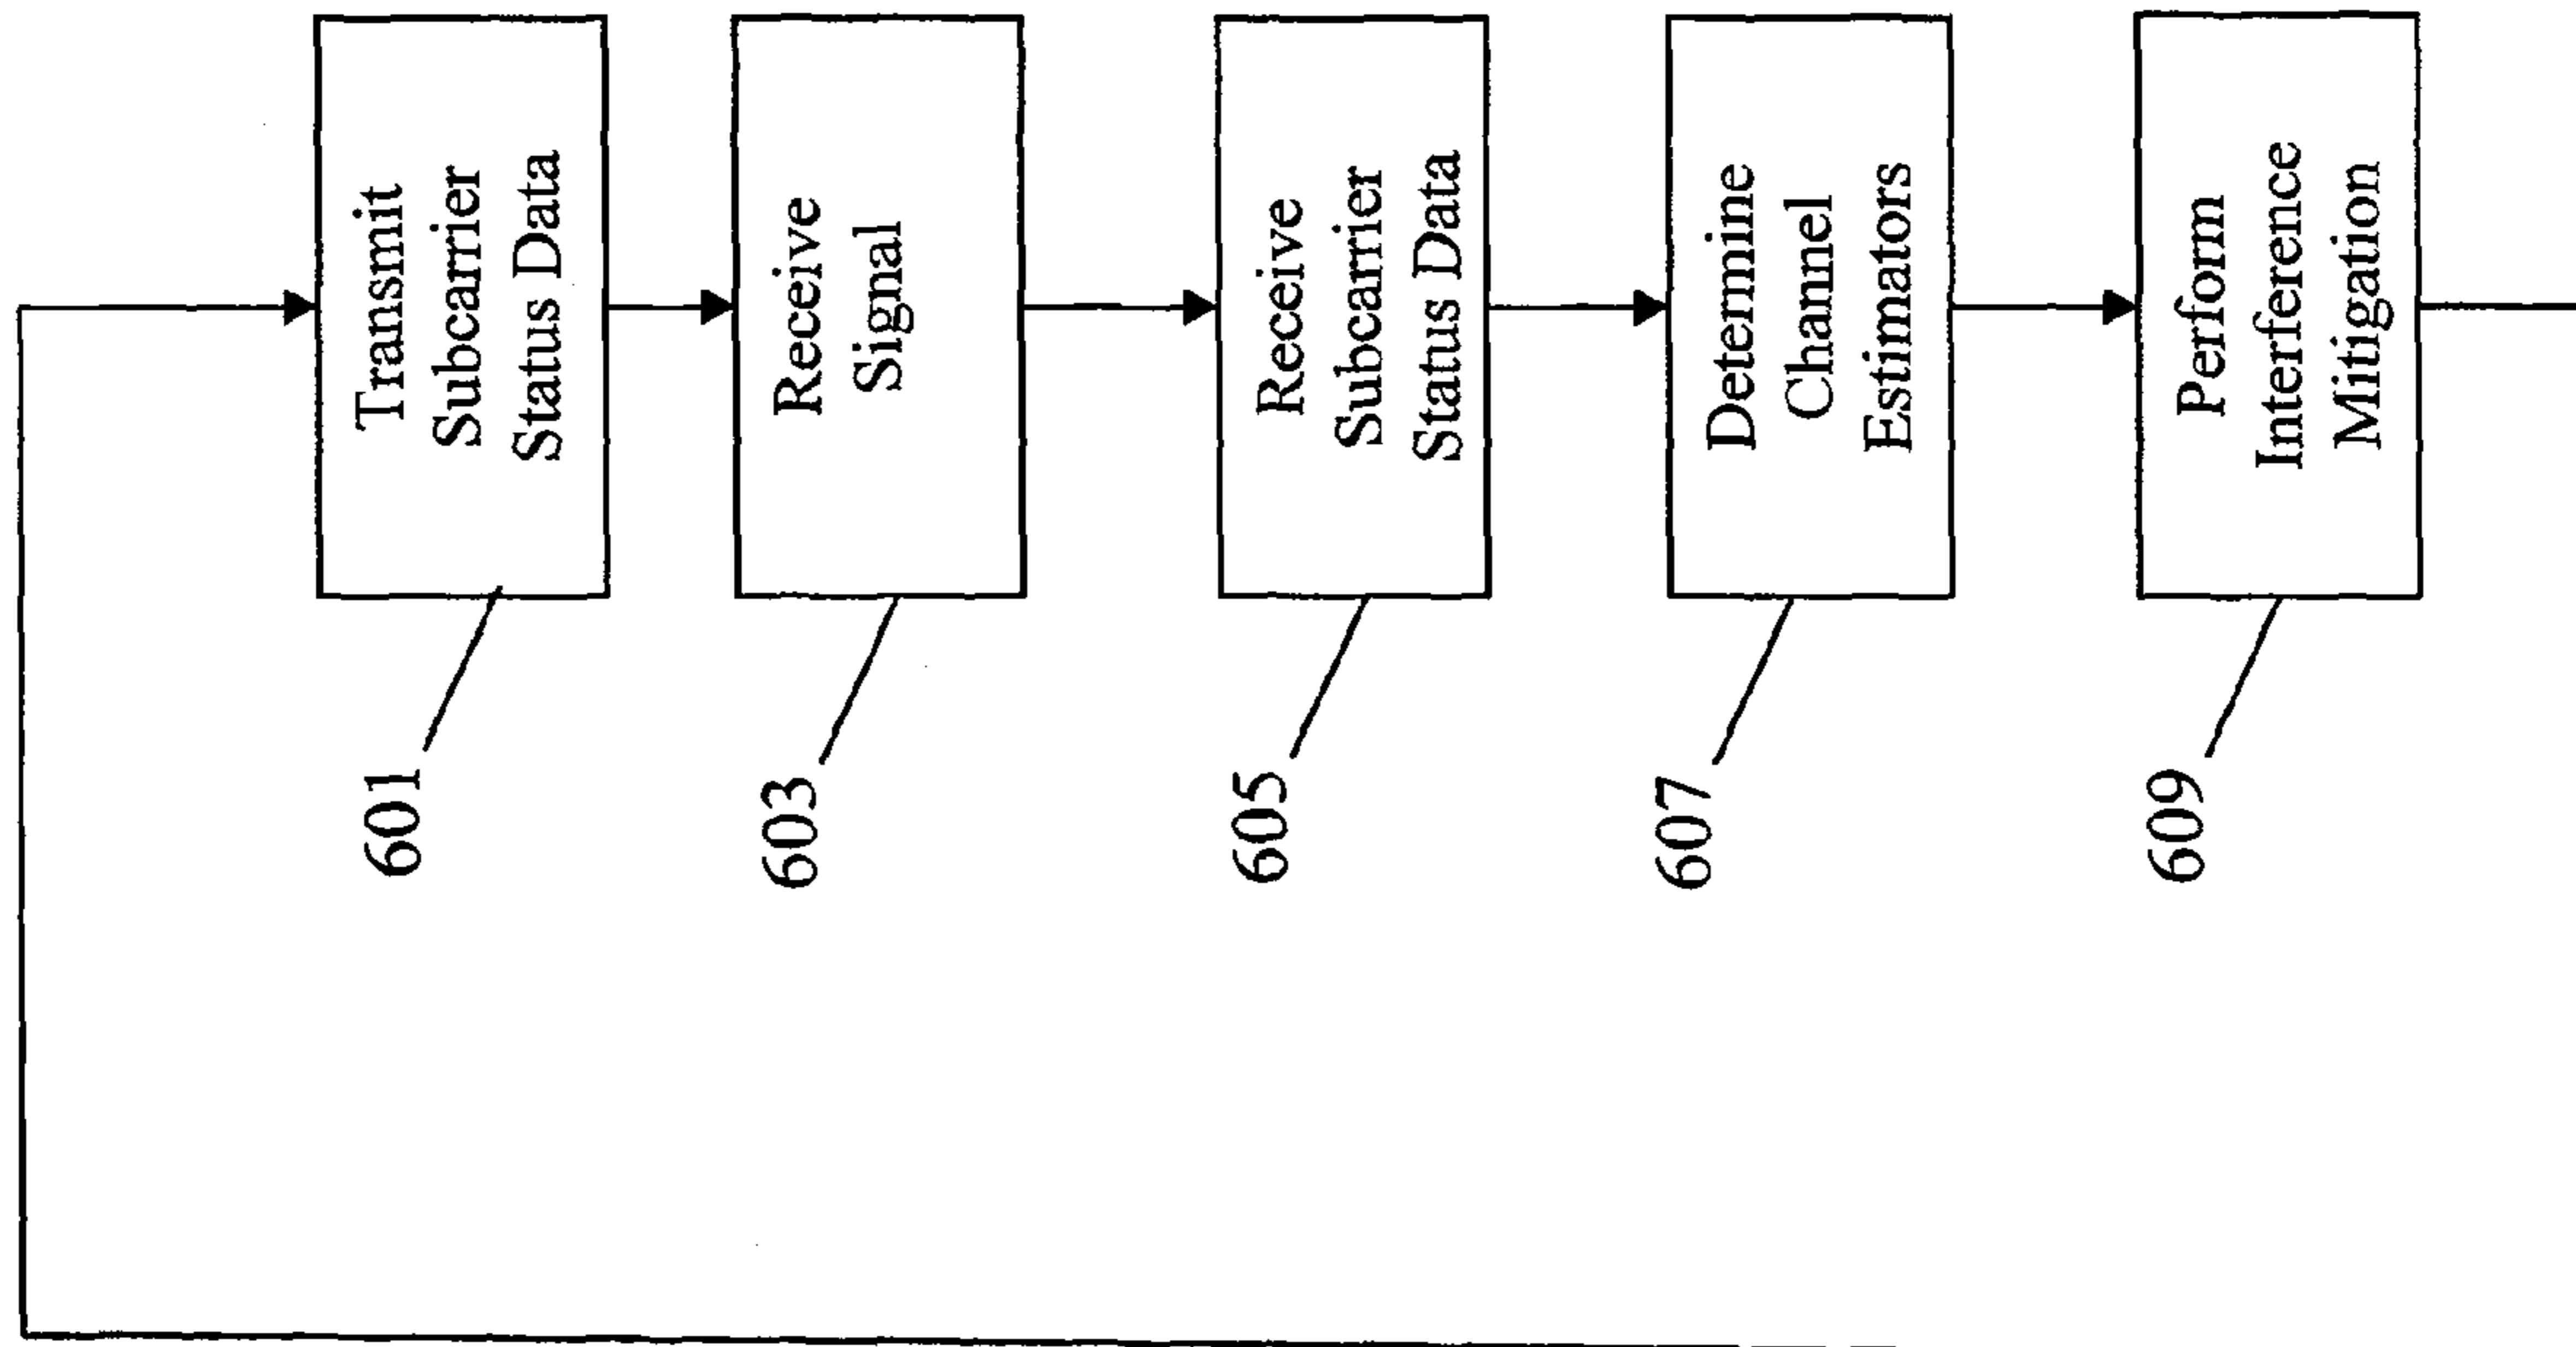 Transmit
Subcarrier
Status Data
601
Receive
Signal
603
Receive
Subcarrier
Status Data
605
Determine
Channel
Estimators
607
Perform
Interference
Mitigation
609